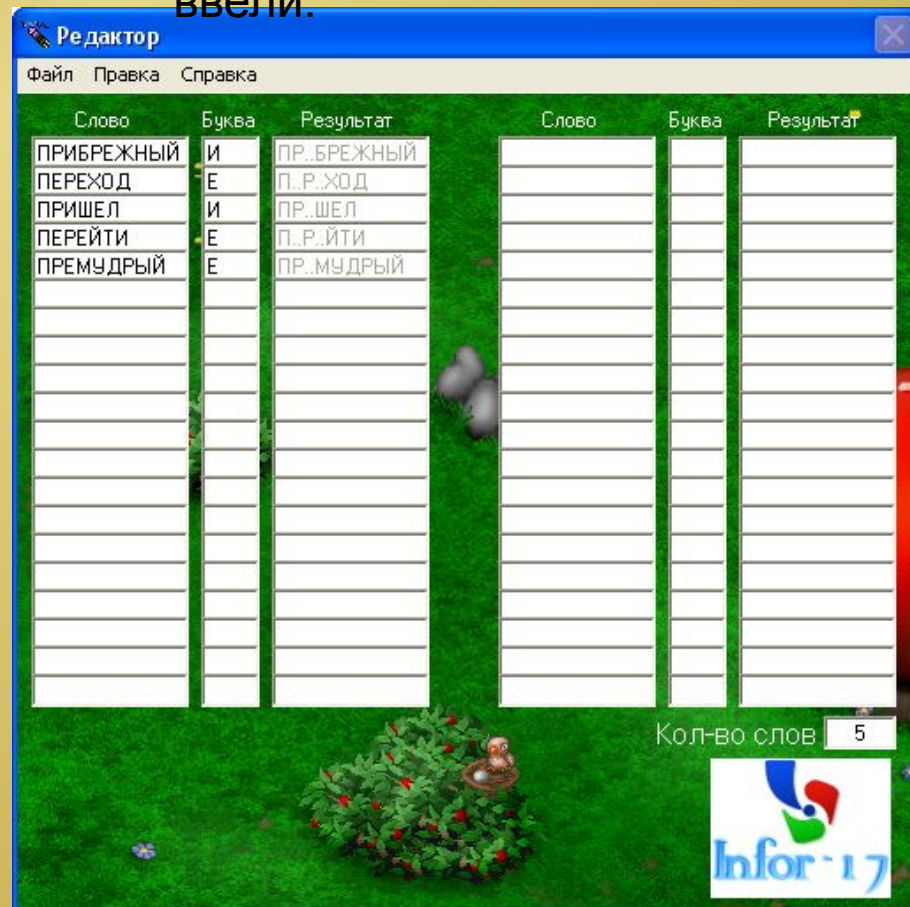 ввели.
Редактор
Файл Правка Справка
Слово Буква Результат Слово Буква Результат
ПРИБРЕЖНЫЙ И ПР..БРЕЖНЫЙ
ПЕРЕХОД Е П..Р..ХОД
ПРИШЕЛ И ПР..ШЕЛ
ПЕРЕЙТИ Е П..Р..ЙТИ
ПРЕМУДРЫЙ Е ПР..МУДРЫЙ
Кол-во слов 5
Infor-17